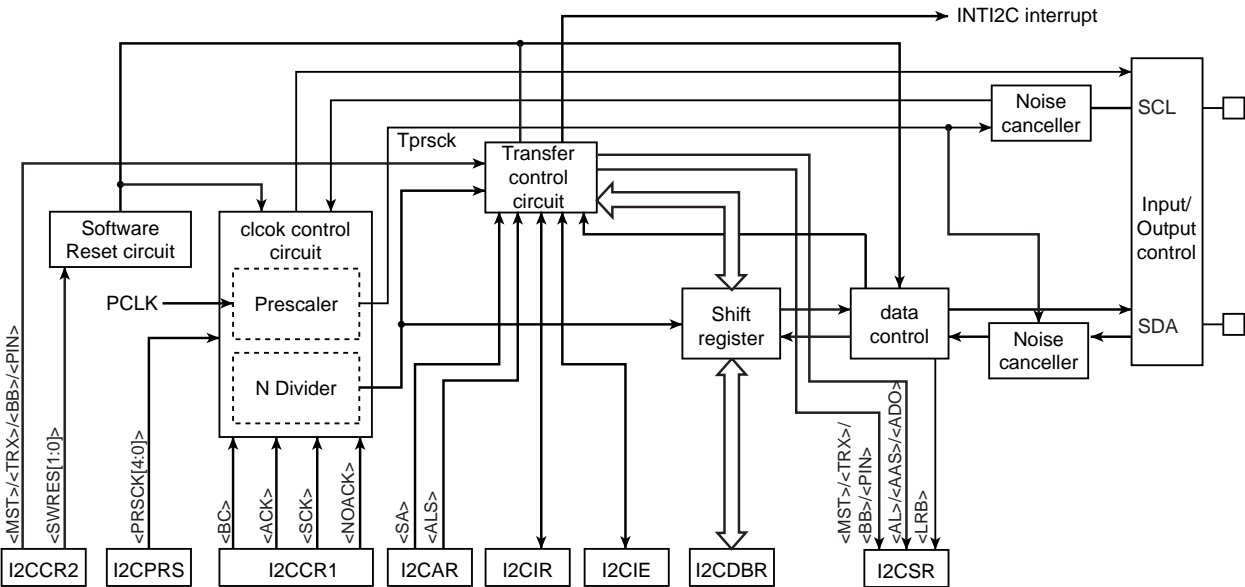 INTI2C interrupt
Noise
canceller
SCL
Tprsck
Transfer
control
circuit
Software
Reset circuit
clcok control
circuit
Input/
Output
control
PCLK
Prescaler
Shift
register
data
control
SDA
Noise
canceller
N Divider
<MST>/<TRX>/<BB>/<PIN>
<SWRES[1:0]>
<PRSCK[4:0]>
<BC>
<ACK>
<SCK>
<NOACK>
<SA>
<ALS>
<MST>/<TRX>/
<BB>/<PIN>
<AL>/<AAS>/<ADO>
<LRB>
I2CCR2
I2CPRS
I2CCR1
I2CAR
I2CIR
I2CIE
I2CDBR
I2CSR